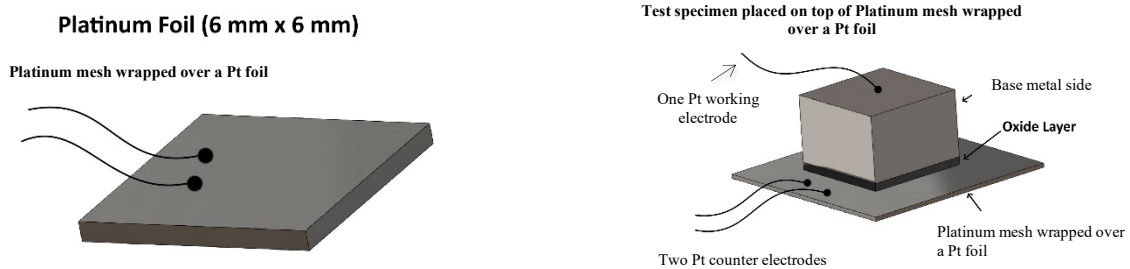 Platinum Foil (6 mm x 6 mm)
Platinum mesh wrapped over a Pt foil
Test specimen placed on top of Platinum mesh wrapped
over a Pt foil
One Pt working
electrode
Base metal side
Oxide Layer
Platinum mesh wrapped over
a Pt foil
Two Pt counter electrodes